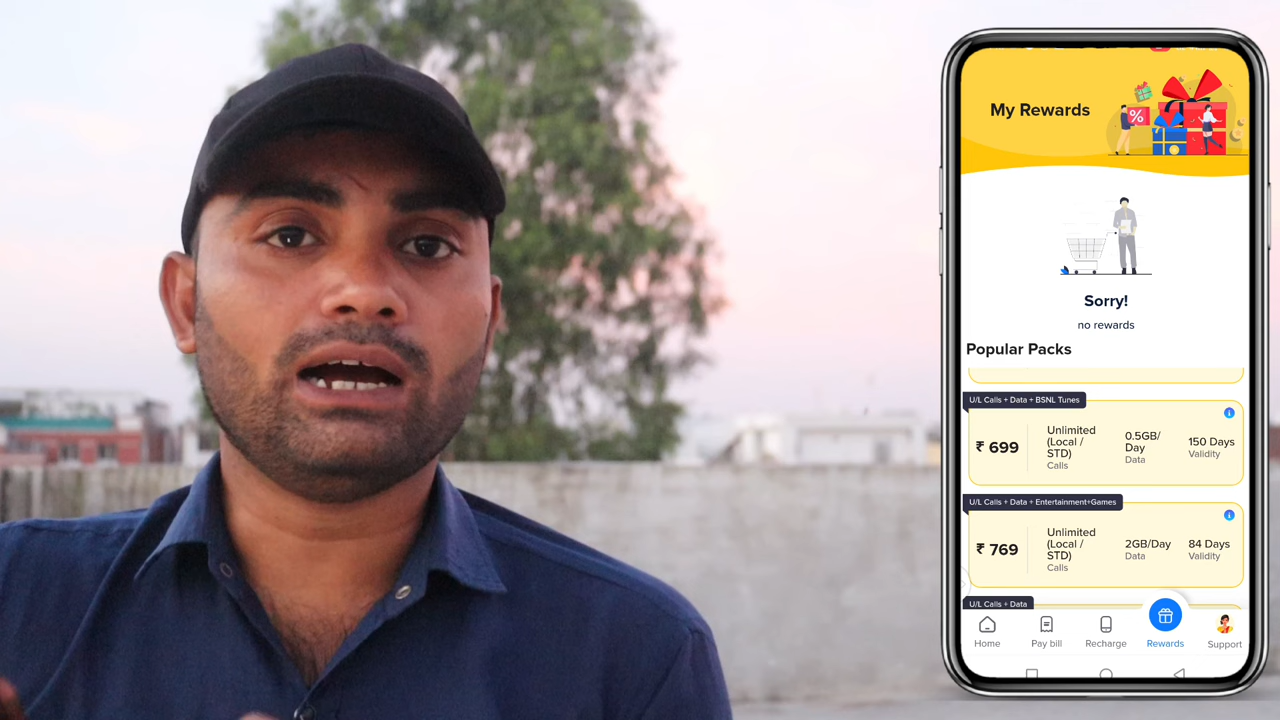 My Rewards
%
Sorry!
no rewards
Popular Packs
U/L Calls + Data + BSNL Tunes
i
₹ 699
Unlimited
(Local /
STD)
Calls
0.5GB/
Day
Data
150 Days
Validity
U/L Calls + Data + Entertainment+Games
i
₹ 769
Unlimited
(Local /
STD)
Calls
2GB/Day
Data
84 Days
Validity
U/L Calls + Data
Home
Pay bill
Recharge
Rewards
Support